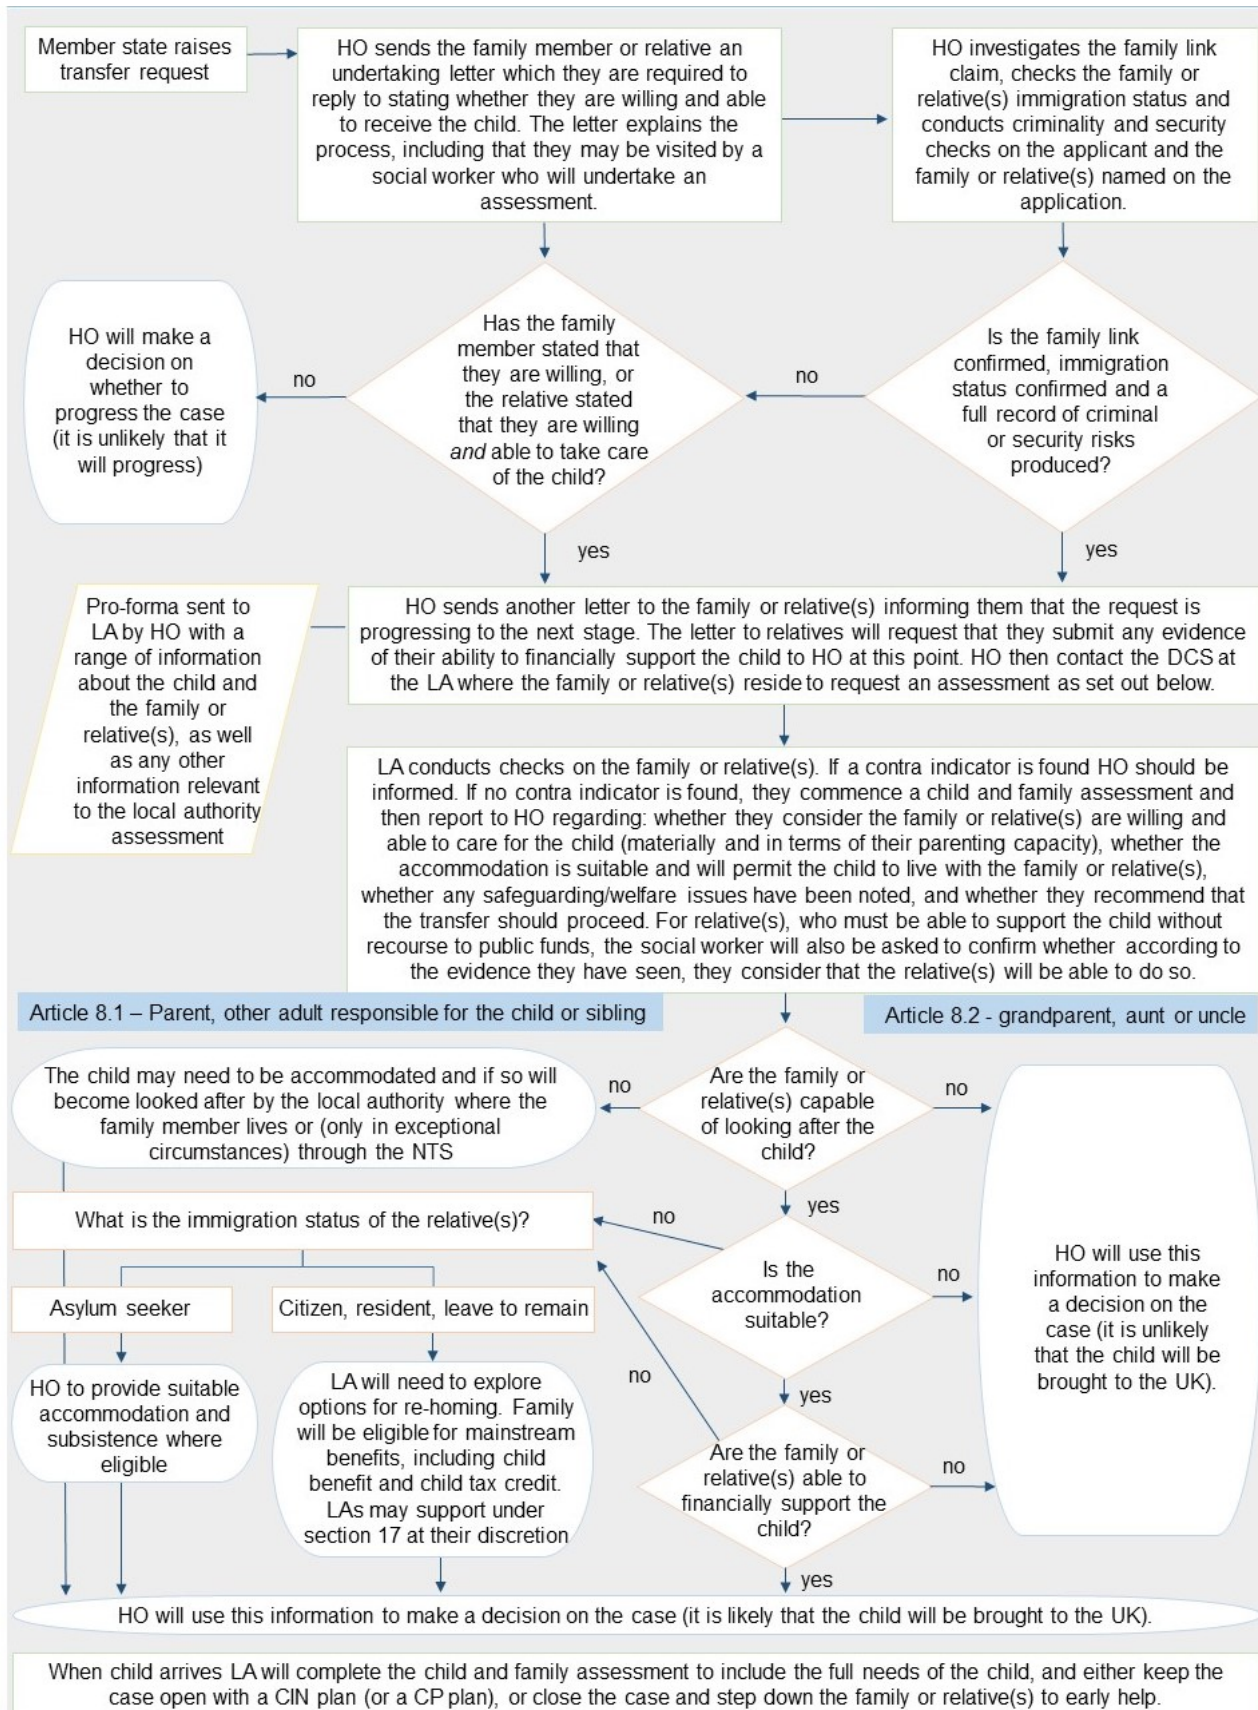 Member state raises
transfer request
HO sends the family member or relative an
undertaking letter which they are required to
reply to stating whether they are willing and able
to receive the child. The letter explains the
process, including that they may be visited by a
social worker who will undertake an
assessment.
HO investigates the family link
claim, checks the family or
relative(s) immigration status and
conducts criminality and security
checks on the applicant and the
family or relative(s) named on the
application.
HO will make a
decision on
whether to
progress the case
(it is unlikely that it
will progress)
no
Has the family
member stated that
they are willing, or
the relative stated
that they are willing
and able to take care
of the child?
no
Is the family link
confirmed, immigration
status confirmed and a
full record of criminal
or security risks
produced?
yes
yes
Pro-forma sent to
LA by HO with a
range of information
about the child and
the family or
relative(s), as well
as any other
information relevant
to the local authority
assessment
HO sends another letter to the family or relative(s) informing them that the request is
progressing to the next stage. The letter to relatives will request that they submit any evidence
of their ability to financially support the child to HO at this point. HO then contact the DCS at
the LA where the family or relative(s) reside to request an assessment as set out below.
LA conducts checks on the family or relative(s). If a contra indicator is found HO should be
informed. If no contra indicator is found, they commence a child and family assessment and
then report to HO regarding: whether they consider the family or relative(s) are willing and
able to care for the child (materially and in terms of their parenting capacity), whether the
accommodation is suitable and will permit the child to live with the family or relative(s),
whether any safeguarding/welfare issues have been noted, and whether they recommend that
the transfer should proceed. For relative(s), who must be able to support the child without
recourse to public funds, the social worker will also be asked to confirm whether according to
the evidence they have seen, they consider that the relative(s) will be able to do so.
Article 8.1 – Parent, other adult responsible for the child or sibling
Article 8.2 - grandparent, aunt or uncle
The child may need to be accommodated and if so will
become looked after by the local authority where the
family member lives or (only in exceptional
circumstances) through the NTS
no
Are the family or
relative(s) capable
of looking after the
child?
no
yes
What is the immigration status of the relative(s)?
no
Is the
accommodation
suitable?
no
HO will use this
information to make
a decision on the
case (it is unlikely
that the child will be
brought to the UK).
Asylum seeker
Citizen, resident, leave to remain
no
yes
HO to provide suitable
accommodation and
subsistence where
eligible
LA will need to explore
options for re-homing. Family
will be eligible for mainstream
benefits, including child
benefit and child tax credit.
LAs may support under
section 17 at their discretion
Are the family or
relative(s) able to
financially support the
child?
no
yes
HO will use this information to make a decision on the case (it is likely that the child will be brought to the UK).
When child arrives LA will complete the child and family assessment to include the full needs of the child, and either keep the
case open with a CIN plan (or a CP plan), or close the case and step down the family or relative(s) to early help.